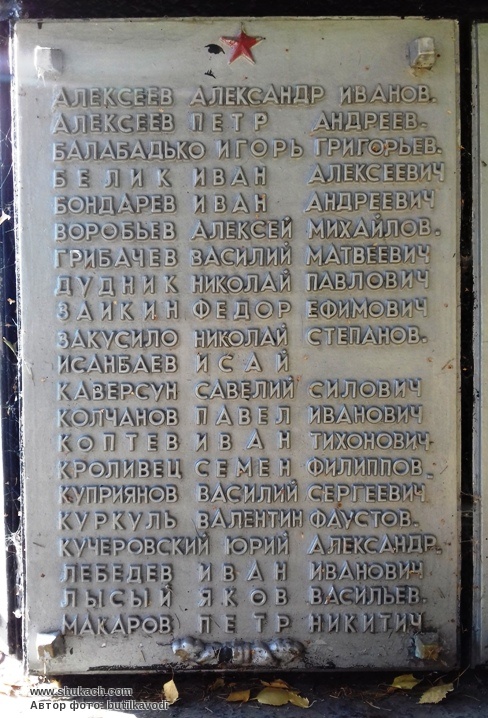 АЛЕКСЕЕВ АЛЕКСАНДР ИВАНОВ.
АЛЕКСЕЕВ ПЕТР АНДРЕЕВ.
БАЛАБАДЬКО ИГОРЬ ГРИГОРЬЕВ.
БЕЛИК ИВАН АЛЕКСЕЕВИЧ
БОНДАРЕВ ИВАН АНДРЕЕВИЧ
ВОРОБЬЕВ АЛЕКСЕЙ МИХАЙЛОВ.
ГРИБАЧЕВ ВАСИЛИЙ МАТВЕЕВИЧ
ДУДНИК НИКОЛАЙ ПАВЛОВИЧ
ЗАИКИН ФЕДОР ЕФИМОВИЧ
ЗАКУСИЛО НИКОЛАЙ СТЕПАНОВ.
ИСАНБАЕВ ИСАЙ
КАВЕРСУН САВЕЛИЙ СИЛОВИЧ
КОЛЧАНОВ ПАВЕЛ ИВАНОВИЧ
КОПТЕВ ИВАН ТИХОНОВИЧ
КРОЛИВЕЦ СЕМЕН ФИЛИППОВ.
КУПРИЯНОВ ВАСИЛИЙ СЕРГЕЕВИЧ
КУРКУЛЬ ВАЛЕНТИН ФАУСТОВ.
КУЧЕРОВСКИЙ ЮРИЙ АЛЕКСАНДР.
ЛЕБЕДЕВ ИВАН ИВАНОВИЧ
ЛЫСЫЙ ЯКОВ ВАСИЛЬЕВ.
МАКАРОВ ПЕТР НИКИТИЧ
www.shukach.com
Автор фото: butilkavodi